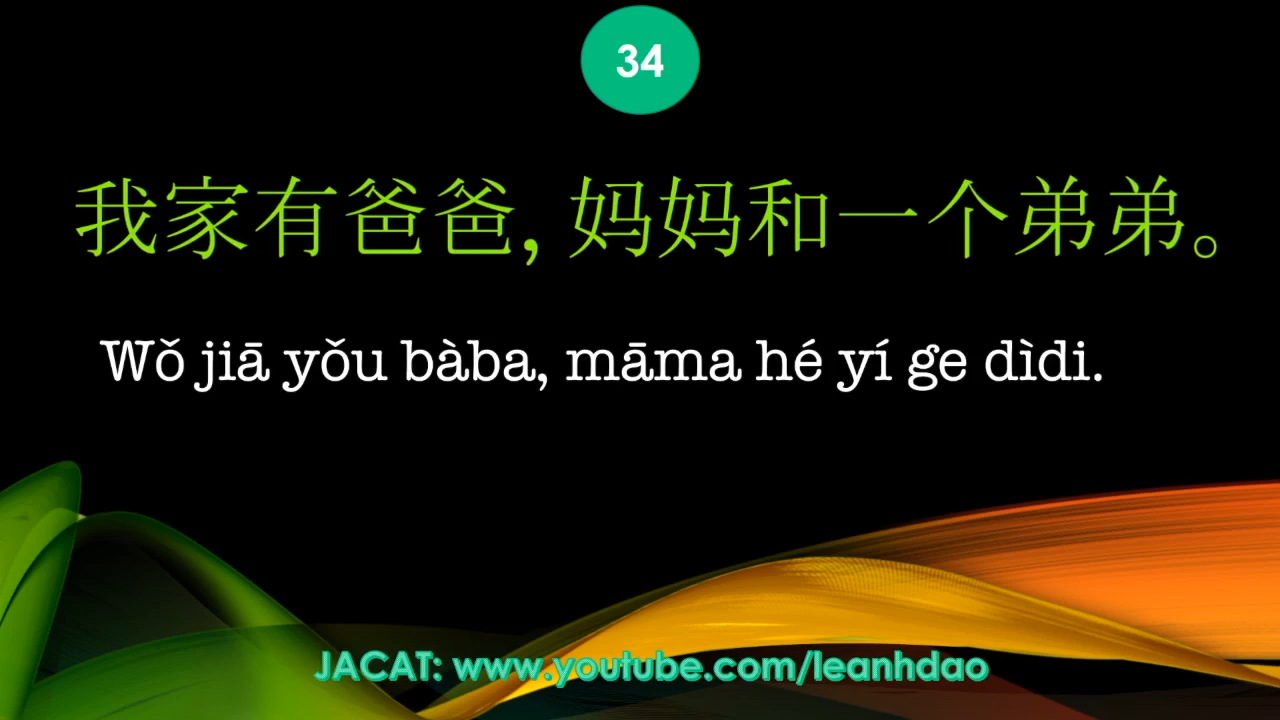 34
我家有爸爸, 妈妈和一个弟弟。
Wǒ jiā yǒu bàba, māma hé yí ge dìdi.
JACAT: www.youtube.com/leanhdao